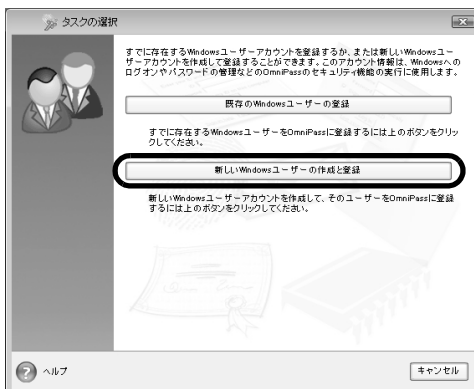 タスクの選択
すでに存在するWindowsユーザーアカウントを登録するか、または新しいWindowsユー
ザーアカウントを作成して登録することができます。このアカウント情報は、Windowsへの
ログオンやパスワードの管理などのOmniPassのセキュリティ機能の実行に使用します。
既存のWindowsユーザーの登録
すでに存在するWindowsユーザーをOmniPassに登録するには上のボタンをクリッ
クしてください。
新しいWindowsユーザーの作成と登録
新しいWindowsユーザーアカウントを作成して、そのユーザーをOmniPassに登録
するには上のボタンをクリックしてください。
ヘルプ
キャンセル